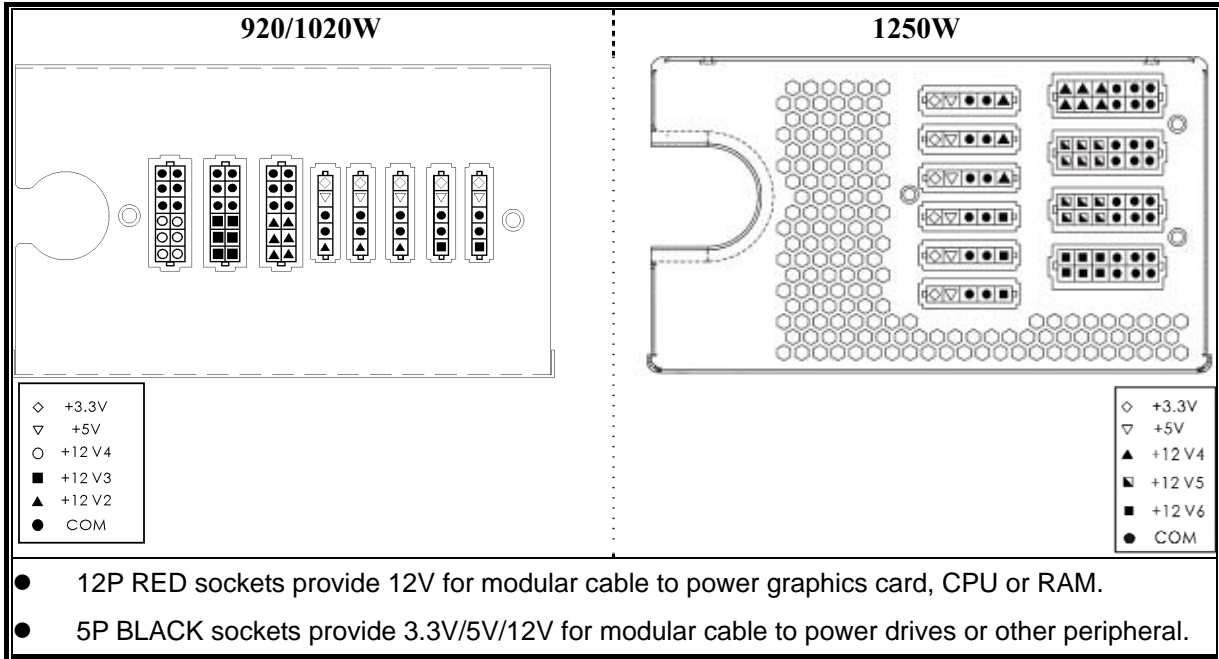 920/1020W
1250W
+3.3V
+5V
+12 V4
+12 V3
+12 V2
COM
+3.3V
+5V
+12 V4
+12 V5
+12 V6
COM
● 12P RED sockets provide 12V for modular cable to power graphics card, CPU or RAM.
● 5P BLACK sockets provide 3.3V/5V/12V for modular cable to power drives or other peripheral.